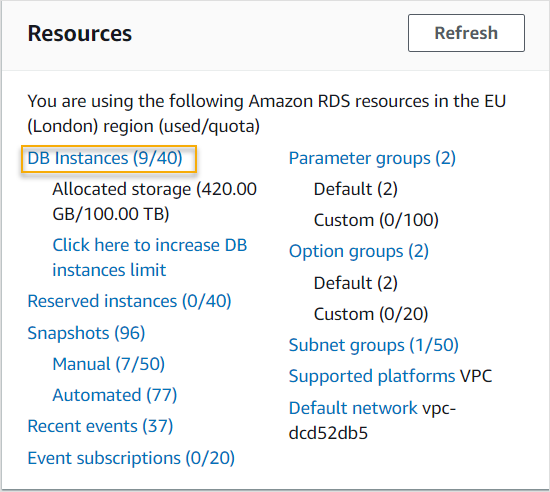 Resources
Refresh
You are using the following Amazon RDS resources in the EU
(London) region (used/quota)
DB Instances (9/40)
Allocated storage (420.00
GB/100.00 TB)
Click here to increase DB
instances limit
Reserved instances (0/40)
Snapshots (96)
Manual (7/50)
Automated (77)
Recent events (37)
Event subscriptions (0/20)
Parameter groups (2)
Default (2)
Custom (0/100)
Option groups (2)
Default (2)
Custom (0/20)
Subnet groups (1/50)
Supported platforms VPC
Default network vpc-
dcd52db5